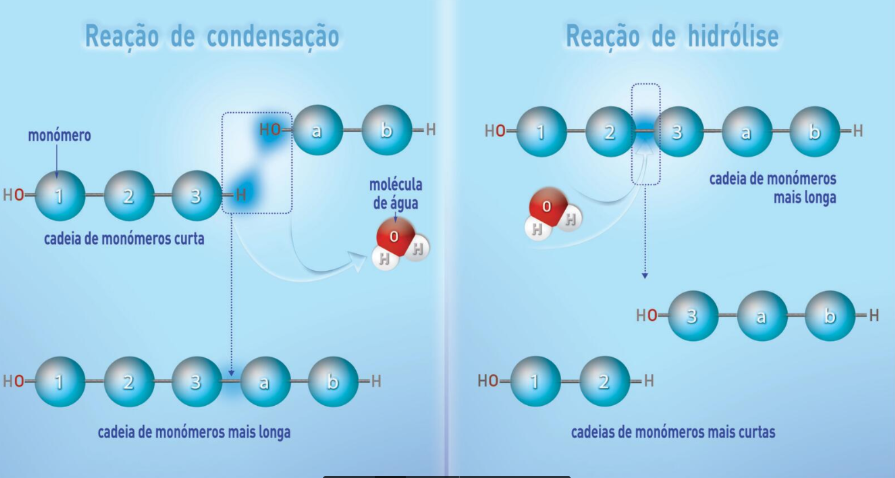 Reação de condensação
HO a b H
monómero
HO 1 2 3 H
molécula
de água
O
H H
cadeia de monómeros curta
HO 1 2 3 a b H
cadeia de monómeros mais longa
Reação de hidrólise
HO 1 2 3 a b H
cadeia de monómeros
mais longa
O
H H
HO 3 a b H
HO 1 2 H
cadeias de monómeros mais curtas